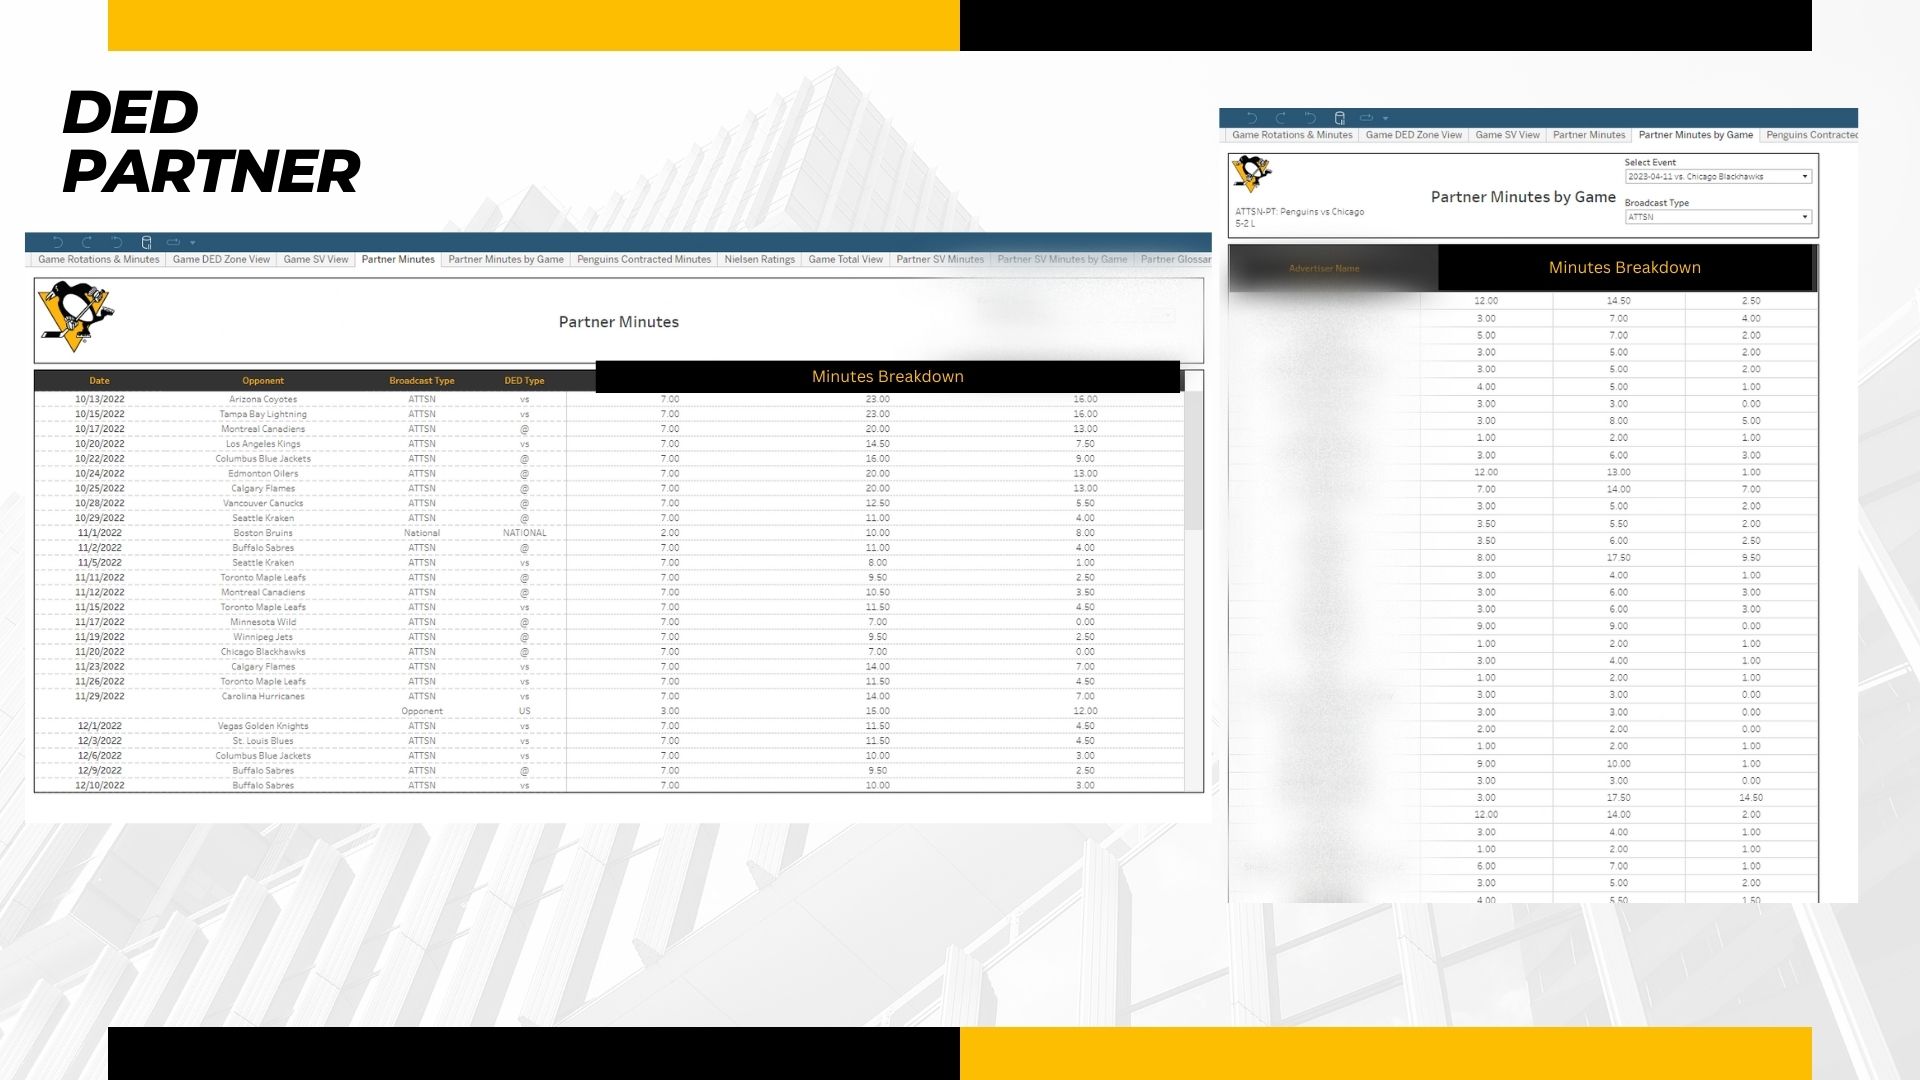 DED
PARTNER
Game Rotations & Minutes Game DED Zone View Game SV View Partner Minutes Partner Minutes by Game Penguins Contracted Minutes Nielsen Ratings Game Total View Partner SV Minutes Partner SV Minutes by Game Partner Glossar
Partner Minutes
Minutes Breakdown
Date Opponent Broadcast Type DED Type
10/13/2022 Arizona Coyotes ATTSN vs 7.00 23.00 16.00
10/15/2022 Tampa Bay Lightning ATTSN vs 7.00 23.00 16.00
10/17/2022 Montreal Canadiens ATTSN @ 7.00 20.00 13.00
10/20/2022 Los Angeles Kings ATTSN vs 7.00 14.50 7.50
10/22/2022 Columbus Blue Jackets ATTSN @ 7.00 16.00 9.00
10/24/2022 Edmonton Oilers ATTSN @ 7.00 20.00 13.00
10/25/2022 Calgary Flames ATTSN @ 7.00 20.00 13.00
10/28/2022 Vancouver Canucks ATTSN @ 7.00 12.50 5.50
10/29/2022 Seattle Kraken ATTSN @ 7.00 11.00 4.00
11/1/2022 Boston Bruins National NATIONAL 2.00 10.00 8.00
11/2/2022 Buffalo Sabres ATTSN @ 7.00 11.00 4.00
11/5/2022 Seattle Kraken ATTSN vs 7.00 8.00 1.00
11/11/2022 Toronto Maple Leafs ATTSN @ 7.00 9.50 2.50
11/12/2022 Montreal Canadiens ATTSN @ 7.00 10.50 3.50
11/15/2022 Toronto Maple Leafs ATTSN vs 7.00 11.50 4.50
11/17/2022 Minnesota Wild ATTSN @ 7.00 7.00 0.00
11/19/2022 Winnipeg Jets ATTSN @ 7.00 9.50 2.50
11/20/2022 Chicago Blackhawks ATTSN @ 7.00 7.00 0.00
11/23/2022 Calgary Flames ATTSN vs 7.00 14.00 7.00
11/26/2022 Toronto Maple Leafs ATTSN vs 7.00 11.50 4.50
11/29/2022 Carolina Hurricanes ATTSN vs 7.00 14.00 7.00
Opponent US 3.00 15.00 12.00
12/1/2022 Vegas Golden Knights ATTSN vs 7.00 11.50 4.50
12/3/2022 St. Louis Blues ATTSN vs 7.00 11.50 4.50
12/6/2022 Columbus Blue Jackets ATTSN vs 7.00 10.00 3.00
12/9/2022 Buffalo Sabres ATTSN @ 7.00 9.50 2.50
12/10/2022 Buffalo Sabres ATTSN vs 7.00 10.00 3.00
Game Rotations & Minutes Game DED Zone View Game SV View Partner Minutes Partner Minutes by Game Penguins Contracted
Select Event
2023-04-11 vs. Chicago Blackhawks
Partner Minutes by Game
Broadcast Type
ATTSN
ATTSN-PT: Penguins vs Chicago
5-2 L
Advertiser Name Minutes Breakdown
12.00 14.50 2.50
3.00 7.00 4.00
5.00 7.00 2.00
3.00 5.00 2.00
3.00 5.00 2.00
4.00 5.00 1.00
3.00 3.00 0.00
3.00 8.00 5.00
1.00 2.00 1.00
3.00 6.00 3.00
12.00 13.00 1.00
7.00 14.00 7.00
3.00 5.00 2.00
3.50 5.50 2.00
3.50 6.00 2.50
8.00 17.50 9.50
3.00 4.00 1.00
3.00 6.00 3.00
3.00 6.00 3.00
9.00 9.00 0.00
1.00 2.00 1.00
3.00 4.00 1.00
1.00 2.00 1.00
3.00 3.00 0.00
3.00 3.00 0.00
2.00 2.00 0.00
1.00 2.00 1.00
9.00 10.00 1.00
3.00 3.00 0.00
3.00 17.50 14.50
12.00 14.00 2.00
3.00 4.00 1.00
1.00 2.00 1.00
6.00 7.00 1.00
3.00 5.00 2.00
4.00 5.50 1.50